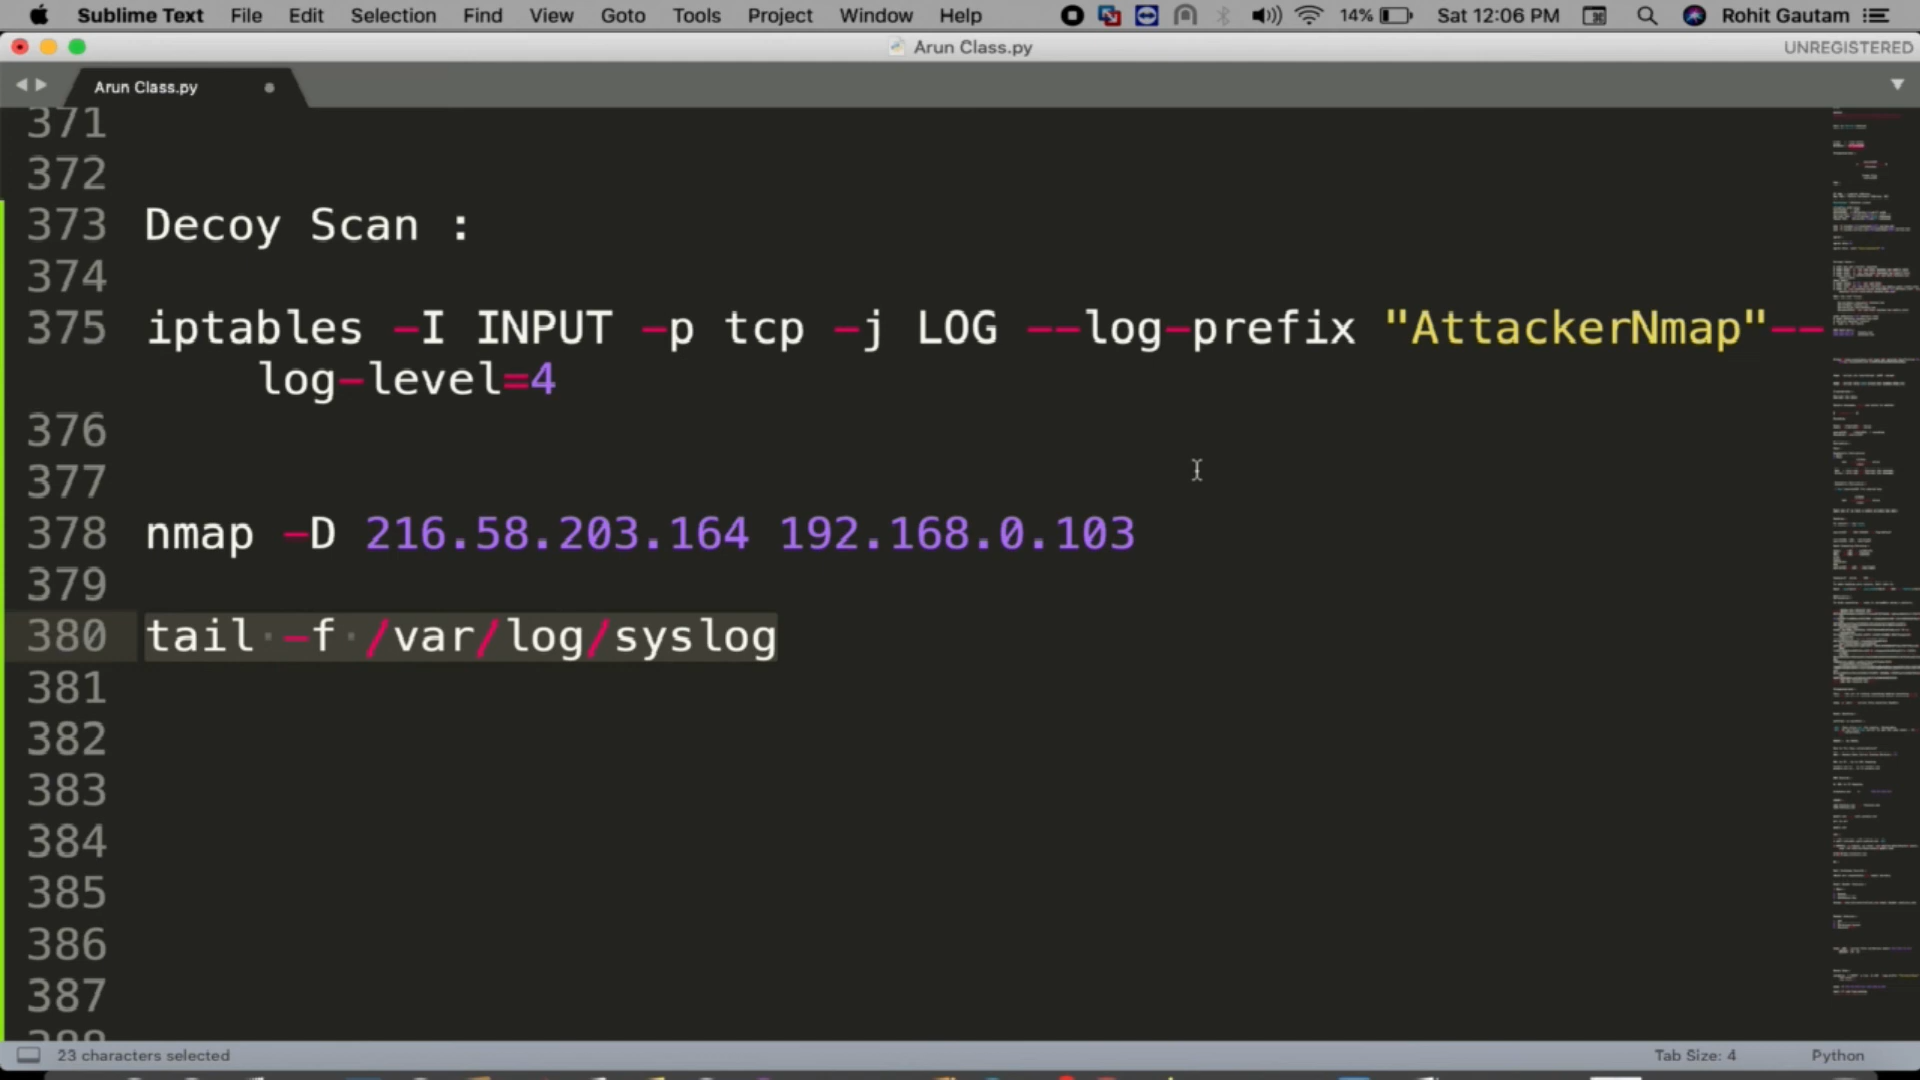 Sublime Text File Edit Selection Find View Goto Tools Project Window Help 14% Sat 12:06 PM Rohit Gautam
Arun Class.py UNREGISTERED
Arun Class.py
371
372
373 Decoy Scan :
374
375 iptables -I INPUT -p tcp -j LOG --log-prefix "AttackerNmap"--
log-level=4
376
377
378 nmap -D 216.58.203.164 192.168.0.103
379
380 tail -f /var/log/syslog
381
382
383
384
385
386
387
388
23 characters selected Tab Size: 4 Python